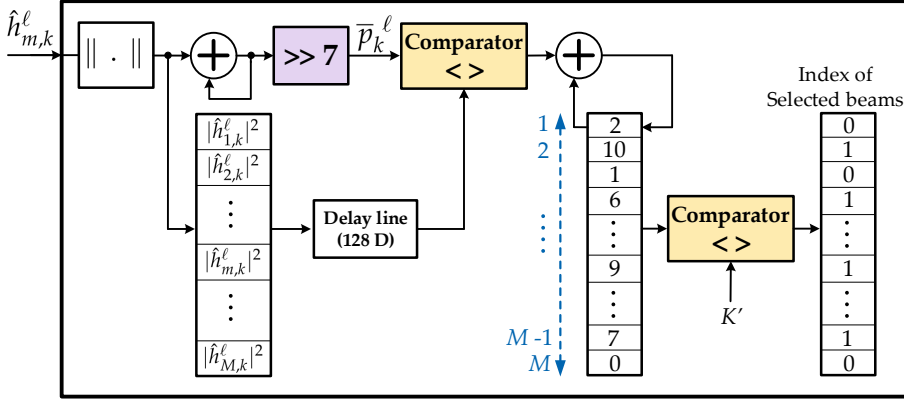 ĥ^ℓ_{m,k}
‖ . ‖
+
>> 7
p̅_k^ℓ
Comparator
< >
+
|ĥ^ℓ_{1,k}|²
|ĥ^ℓ_{2,k}|²
⋮
|ĥ^ℓ_{m,k}|²
⋮
|ĥ^ℓ_{M,k}|²
Delay line
(128 D)
1
2
⋮
M -1
M
2
10
1
6
⋮
9
⋮
7
0
Comparator
< >
K′
Index of
Selected beams
0
1
0
1
⋮
1
⋮
1
0